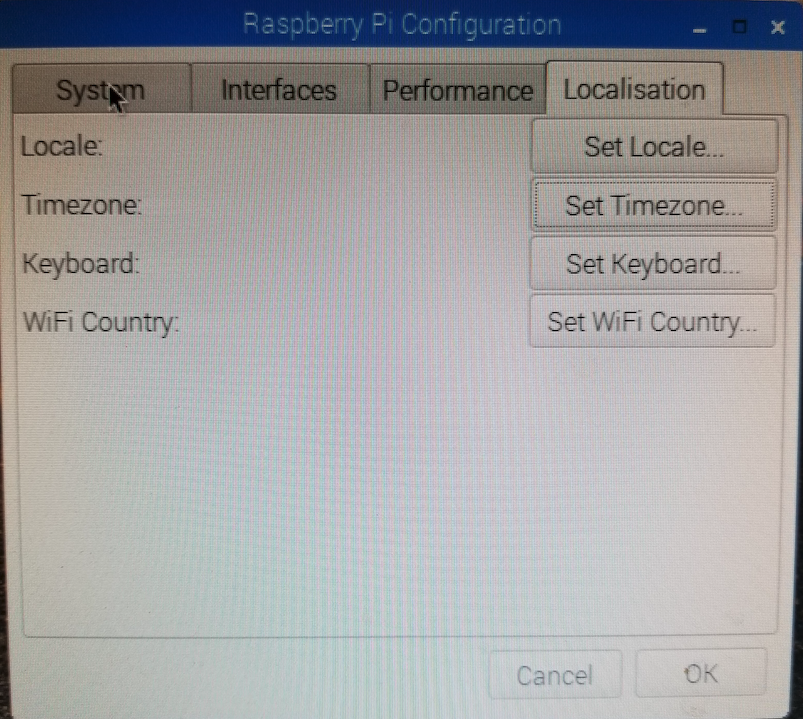 Raspberry Pi Configuration
System Interfaces Performance Localisation
Locale: Set Locale...
Timezone: Set Timezone...
Keyboard: Set Keyboard...
WiFi Country: Set WiFi Country...
Cancel OK